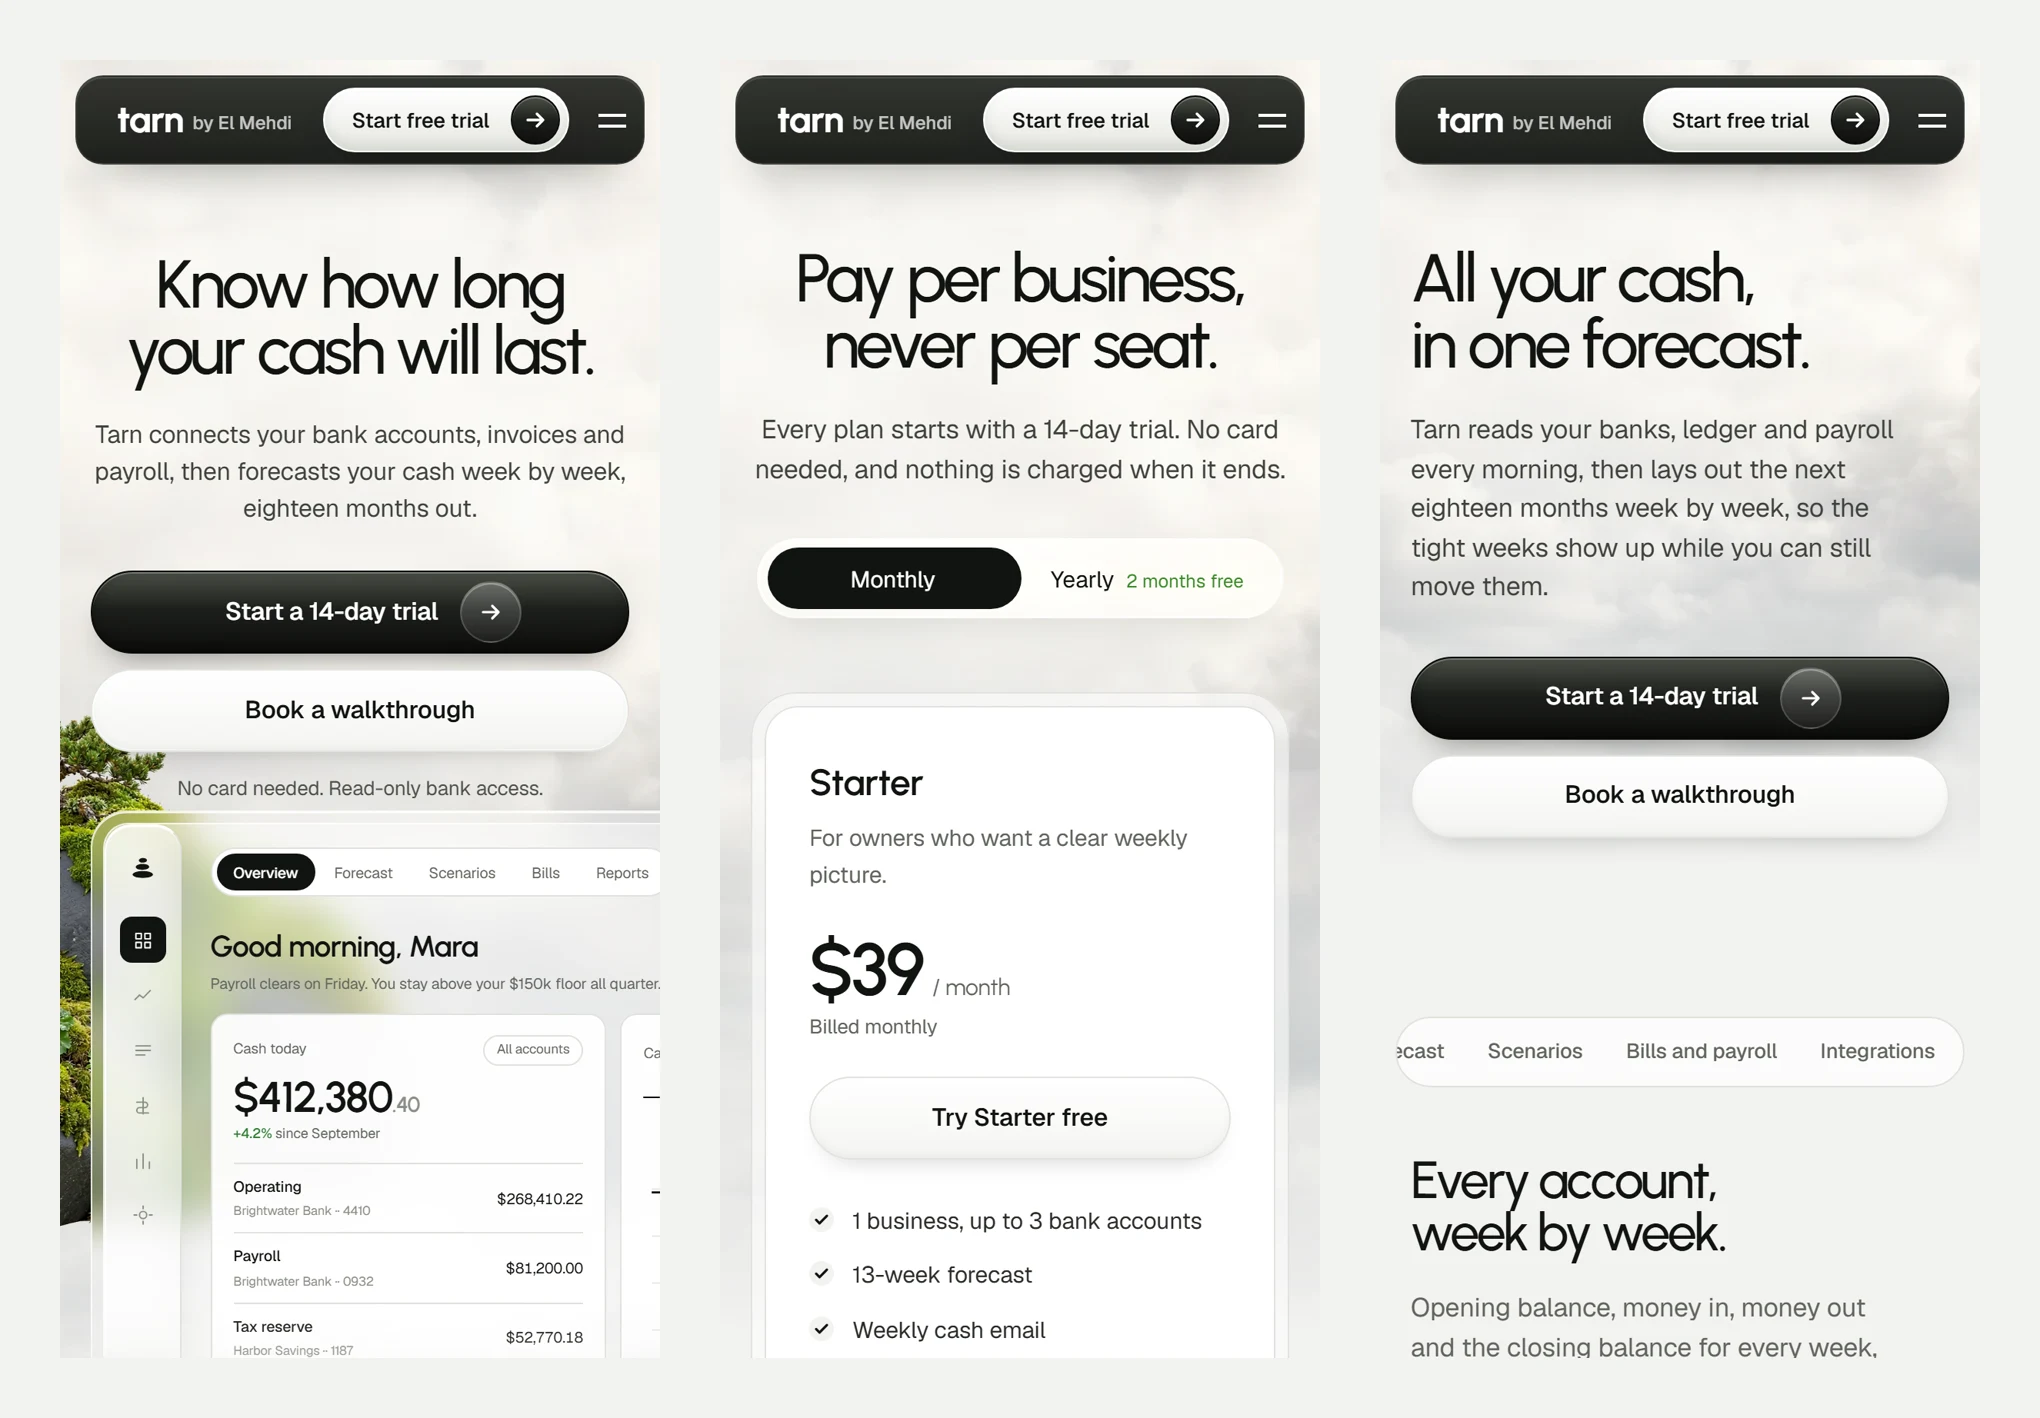 tarn by El Mehdi
Start free trial
Know how long
your cash will last.
Tarn connects your bank accounts, invoices and
payroll, then forecasts your cash week by week,
eighteen months out.
Start a 14-day trial
Book a walkthrough
No card needed. Read-only bank access.
Overview Forecast Scenarios Bills Reports
Good morning, Mara
Payroll clears on Friday. You stay above your $150k floor all quarter.
Cash today
All accounts
$412,380.40
+4.2% since September
Operating
Brightwater Bank - 4410
$268,410.22
Payroll
Brightwater Bank - 0932
$81,200.00
Tax reserve
Harbor Savings - 1187
$52,770.18
Ca
tarn by El Mehdi
Start free trial
Pay per business,
never per seat.
Every plan starts with a 14-day trial. No card
needed, and nothing is charged when it ends.
Monthly
Yearly 2 months free
Starter
For owners who want a clear weekly
picture.
$39 / month
Billed monthly
Try Starter free
1 business, up to 3 bank accounts
13-week forecast
Weekly cash email
tarn by El Mehdi
Start free trial
All your cash,
in one forecast.
Tarn reads your banks, ledger and payroll
every morning, then lays out the next
eighteen months week by week, so the
tight weeks show up while you can still
move them.
Start a 14-day trial
Book a walkthrough
ecast Scenarios Bills and payroll Integrations
Every account,
week by week.
Opening balance, money in, money out
and the closing balance for every week,